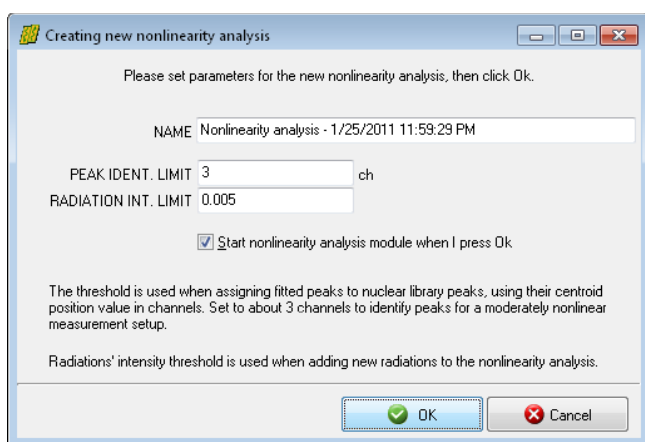 Creating new nonlinearity analysis
Please set parameters for the new nonlinearity analysis, then click Ok.
NAME Nonlinearity analysis - 1/25/2011 11:59:29 PM
PEAK IDENT. LIMIT 3 ch
RADIATION INT. LIMIT 0.005
Start nonlinearity analysis module when I press Ok
The threshold is used when assigning fitted peaks to nuclear library peaks, using their centroid
position value in channels. Set to about 3 channels to identify peaks for a moderately nonlinear
measurement setup.
Radiations' intensity threshold is used when adding new radiations to the nonlinearity analysis.
OK Cancel